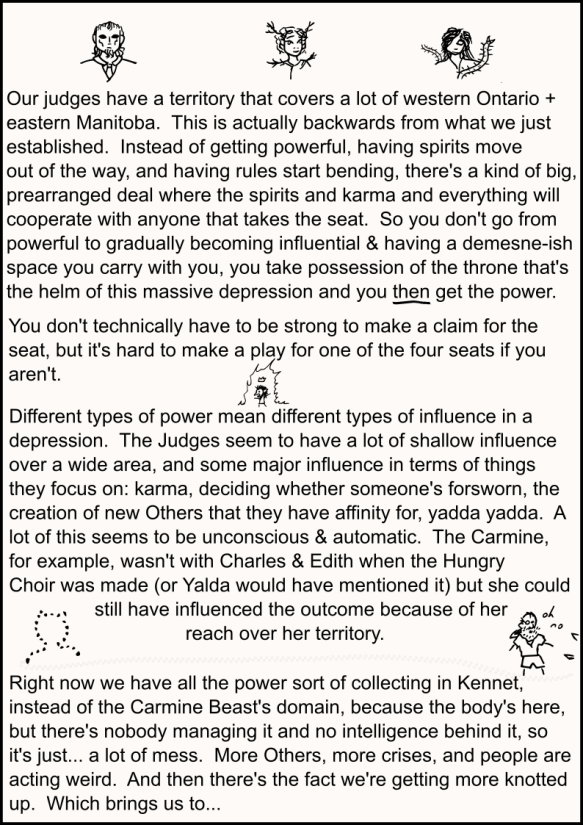 Our judges have a territory that covers a lot of western Ontario +
eastern Manitoba.  This is actually backwards from what we just
established.  Instead of getting powerful, having spirits move
out of the way, and having rules start bending, there's a kind of big,
prearranged deal where the spirits and karma and everything will
cooperate with anyone that takes the seat.  So you don't go from
powerful to gradually becoming influential & having a demesne-ish
space you carry with you, you take possession of the throne that's
the helm of this massive depression and you then get the power.
You don't technically have to be strong to make a claim for the
seat, but it's hard to make a play for one of the four seats if you
aren't.
Different types of power mean different types of influence in a
depression.  The Judges seem to have a lot of shallow influence
over a wide area, and some major influence in terms of things
they focus on: karma, deciding whether someone's forsworn, the
creation of new Others that they have affinity for, yadda yadda.  A
lot of this seems to be unconscious & automatic.  The Carmine,
for example, wasn't with Charles & Edith when the Hungry
Choir was made (or Yalda would have mentioned it) but she could
still have influenced the outcome because of her
reach over her territory.
oh
no
Right now we have all the power sort of collecting in Kennet,
instead of the Carmine Beast's domain, because the body's here,
but there's nobody managing it and no intelligence behind it, so
it's just... a lot of mess.  More Others, more crises, and people are
acting weird.  And then there's the fact we're getting more knotted
up.  Which brings us to...